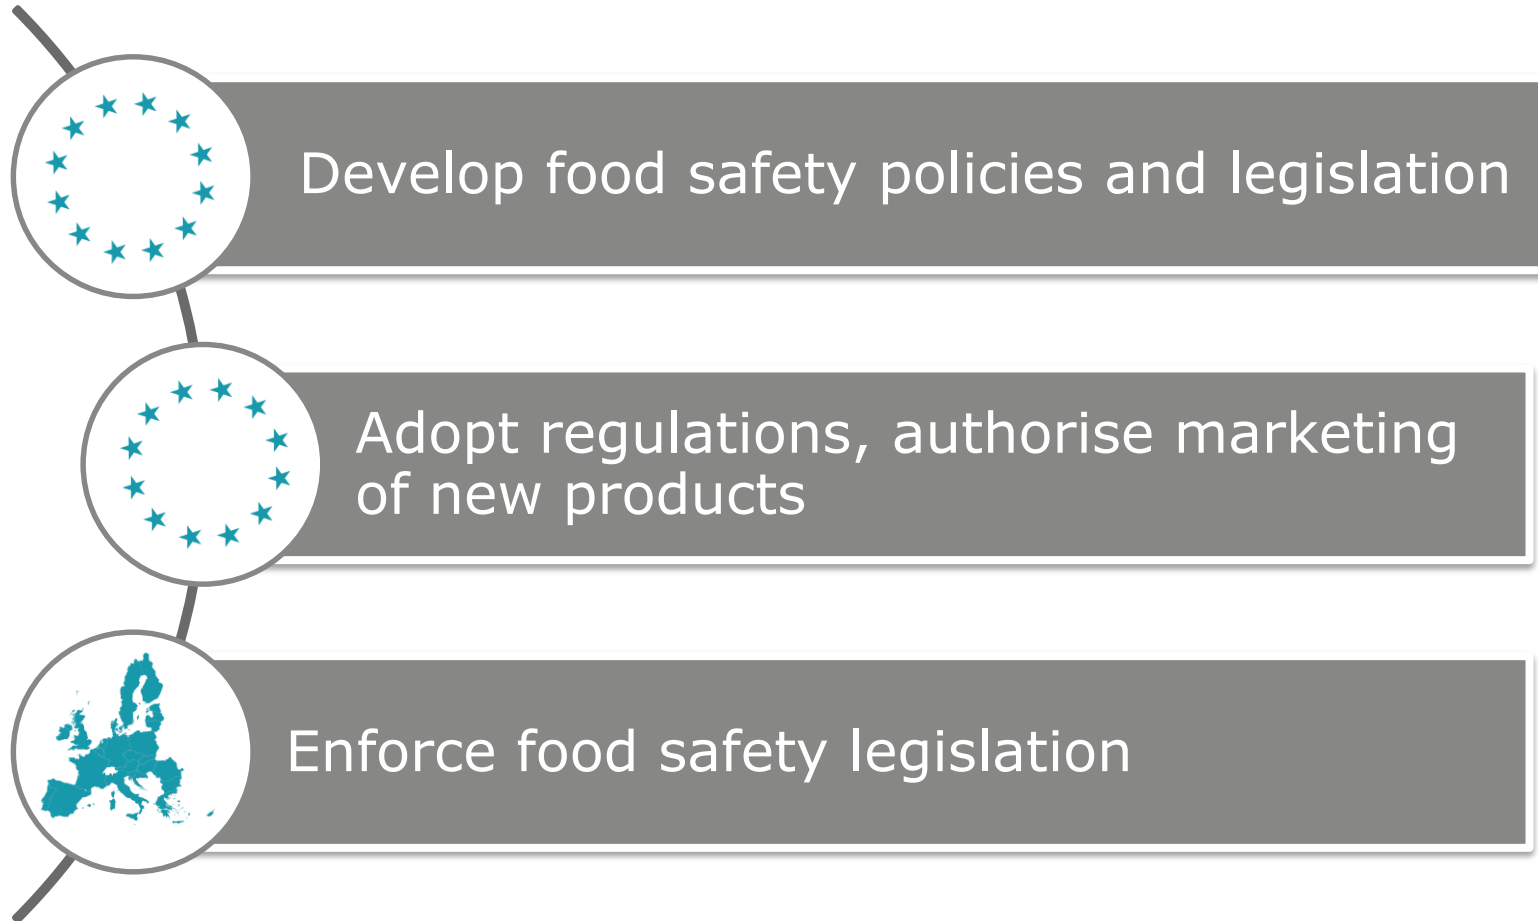 Develop food safety policies and legislation
Adopt regulations, authorise marketing
of new products
Enforce food safety legislation